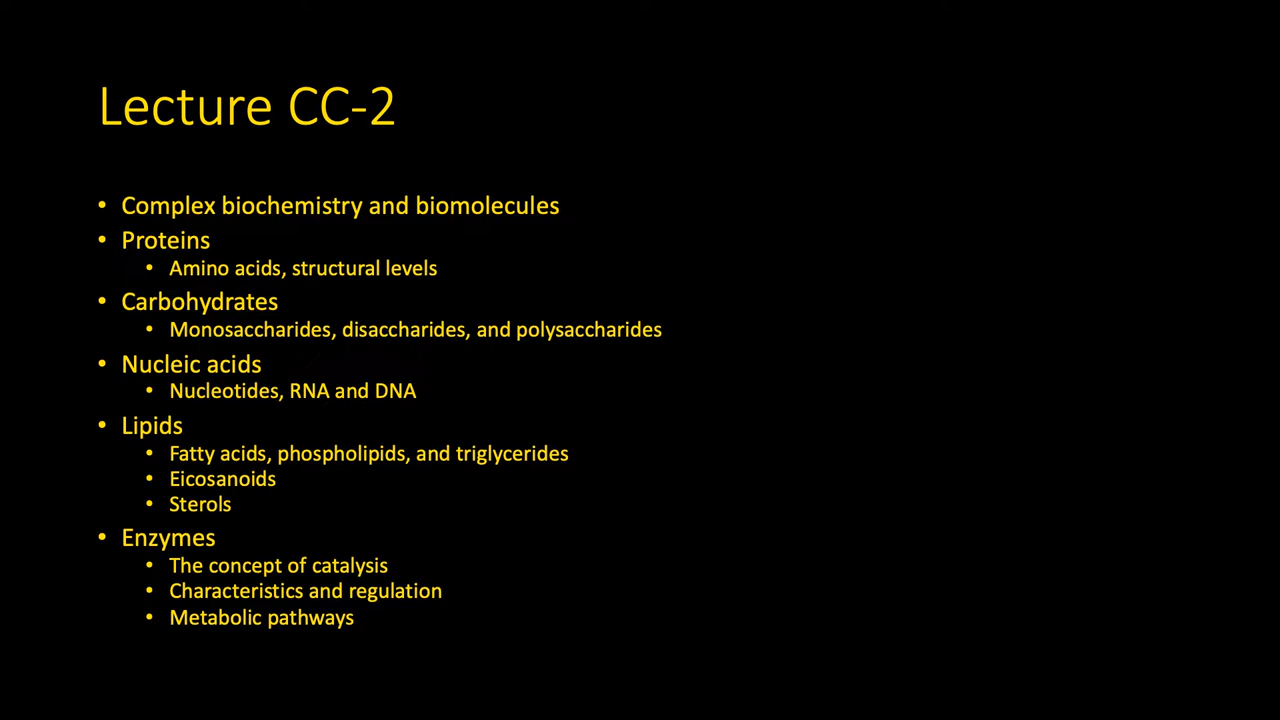 Lecture CC-2
• Complex biochemistry and biomolecules
• Proteins
• Amino acids, structural levels
• Carbohydrates
• Monosaccharides, disaccharides, and polysaccharides
• Nucleic acids
• Nucleotides, RNA and DNA
• Lipids
• Fatty acids, phospholipids, and triglycerides
• Eicosanoids
• Sterols
• Enzymes
• The concept of catalysis
• Characteristics and regulation
• Metabolic pathways